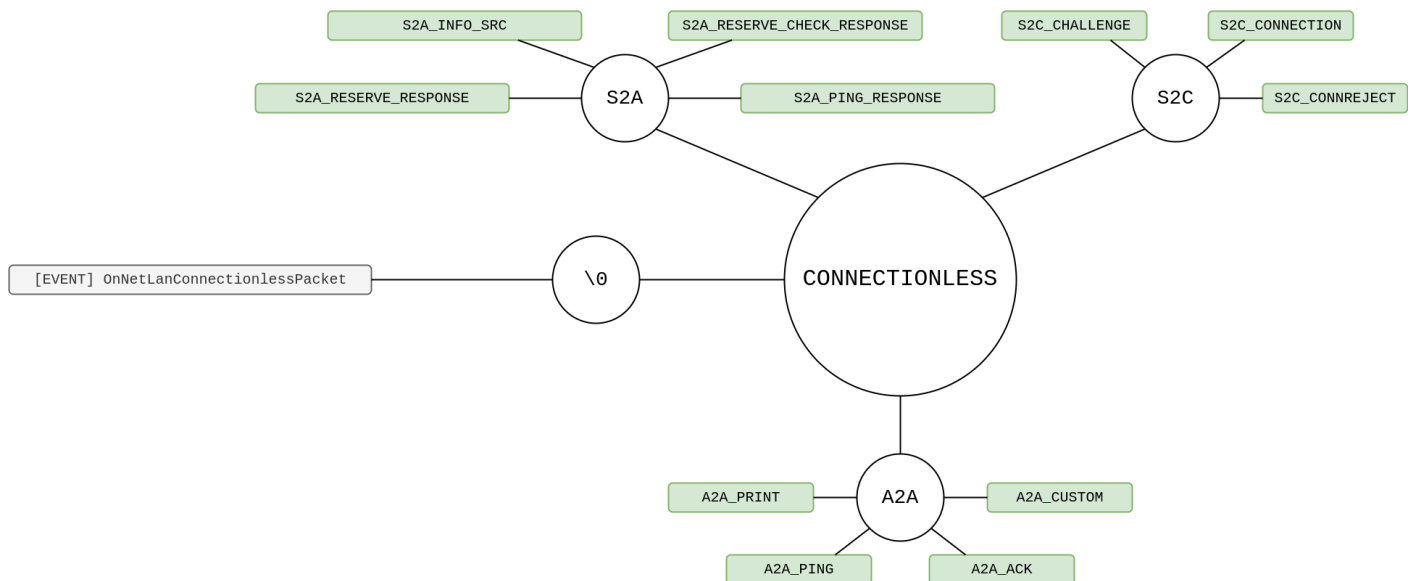 S2A_INFO_SRC
S2A_RESERVE_CHECK_RESPONSE
S2C_CHALLENGE
S2C_CONNECTION
S2A_RESERVE_RESPONSE
S2A
S2A_PING_RESPONSE
S2C
S2C_CONNREJECT
[EVENT] OnNetLanConnectionlessPacket
\0
CONNECTIONLESS
A2A_PRINT
A2A
A2A_CUSTOM
A2A_PING
A2A_ACK